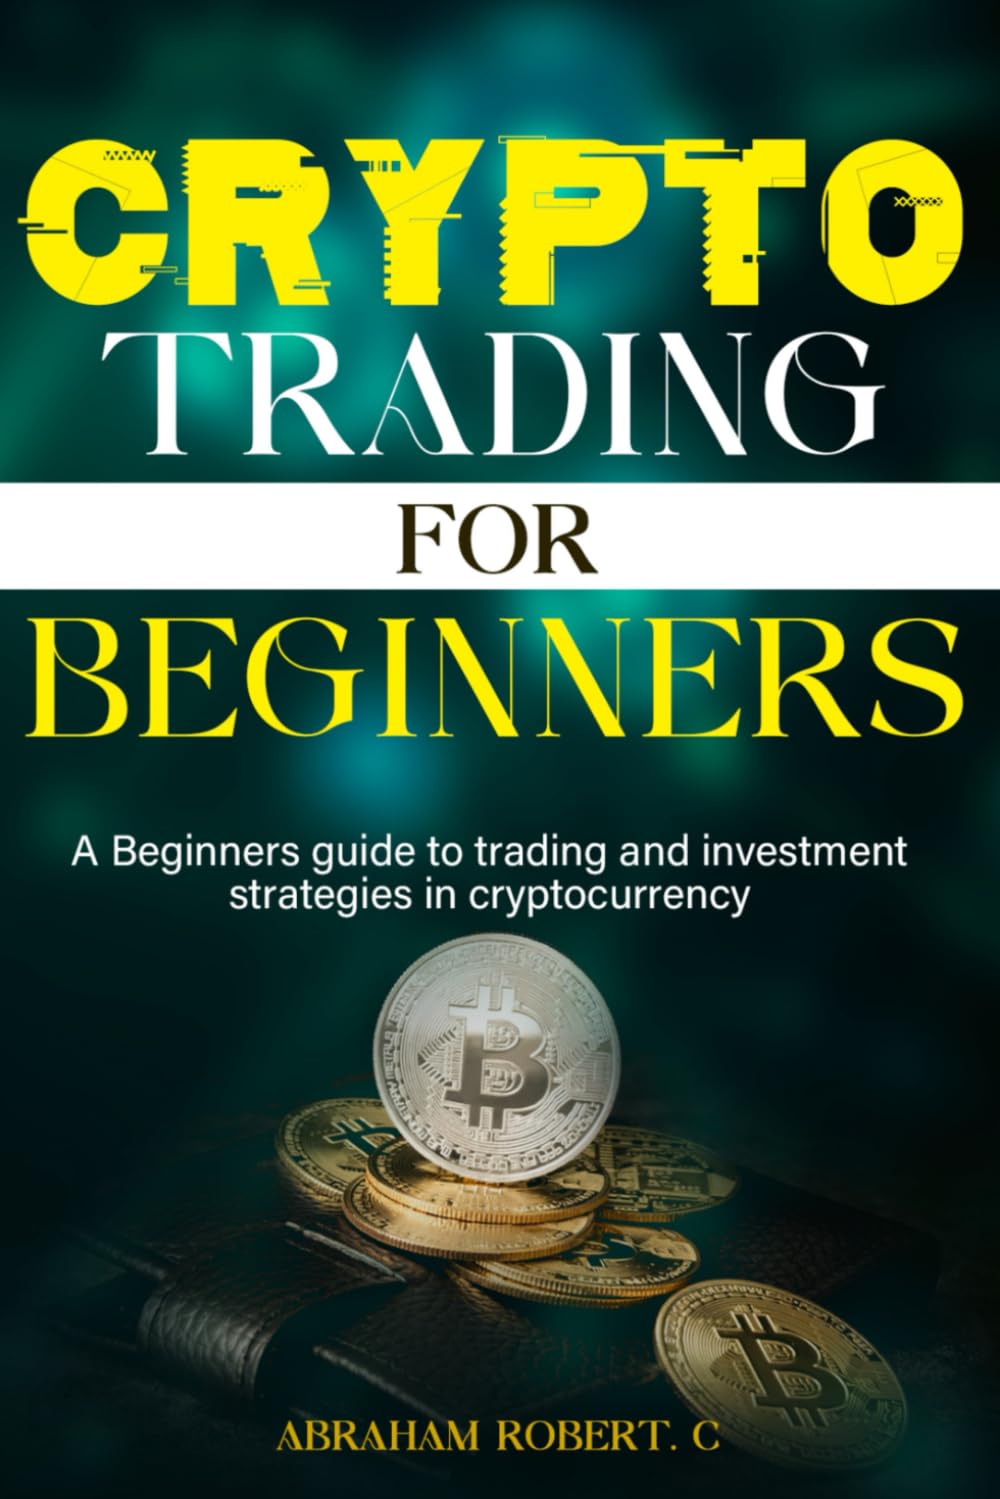 CRYPTO
TRADING
FOR
BEGINNERS
A Beginners guide to trading and investment
strategies in cryptocurrency
ABRAHAM ROBERT. C